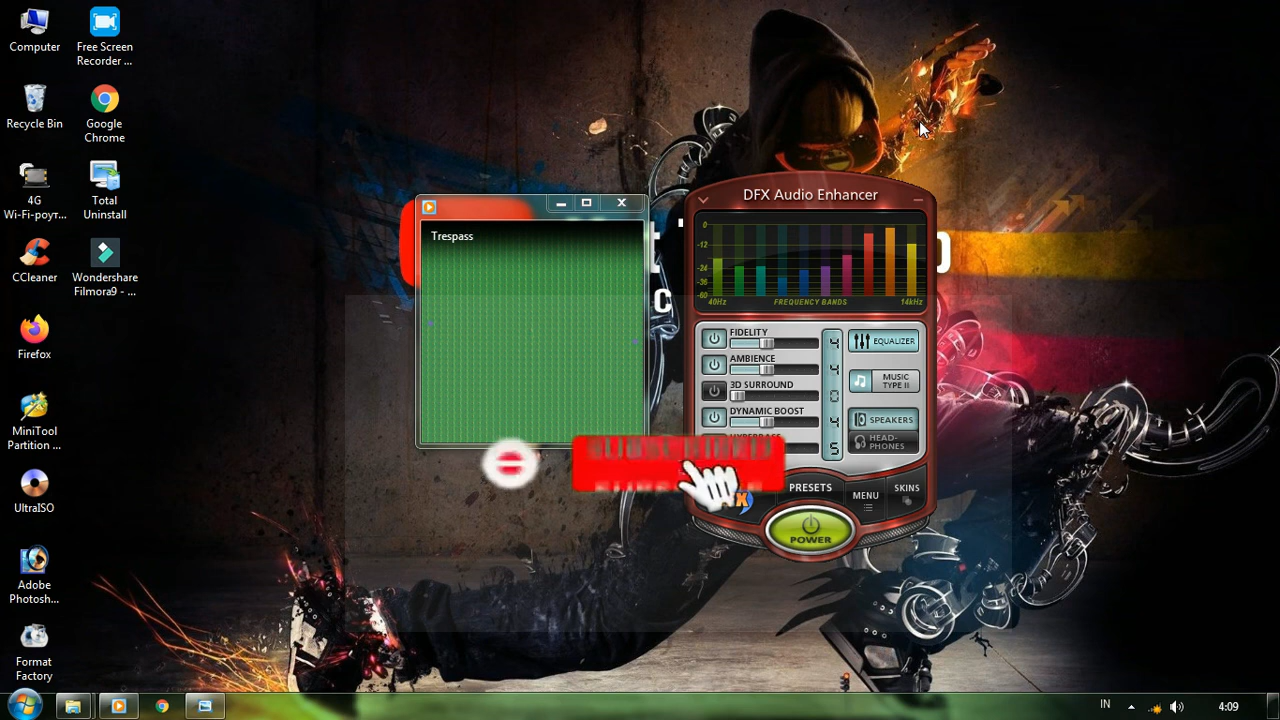 Computer
Free Screen
Recorder ...
Recycle Bin
Google
Chrome
4G
Wi-Fi-роут...
Total
Uninstall
CCleaner
Wondershare
Filmora9 - ...
Firefox
MiniTool
Partition ...
UltraISO
Adobe
Photosh...
Format
Factory
Trespass
DFX Audio Enhancer
0
-12
-24
-36
-60
40Hz
FREQUENCY BANDS
14kHz
FIDELITY
4
AMBIENCE
4
3D SURROUND
0
DYNAMIC BOOST
4
5
EQUALIZER
MUSIC
TYPE II
SPEAKERS
HEAD-
PHONES
PRESETS
MENU
SKINS
POWER
IN
4:09